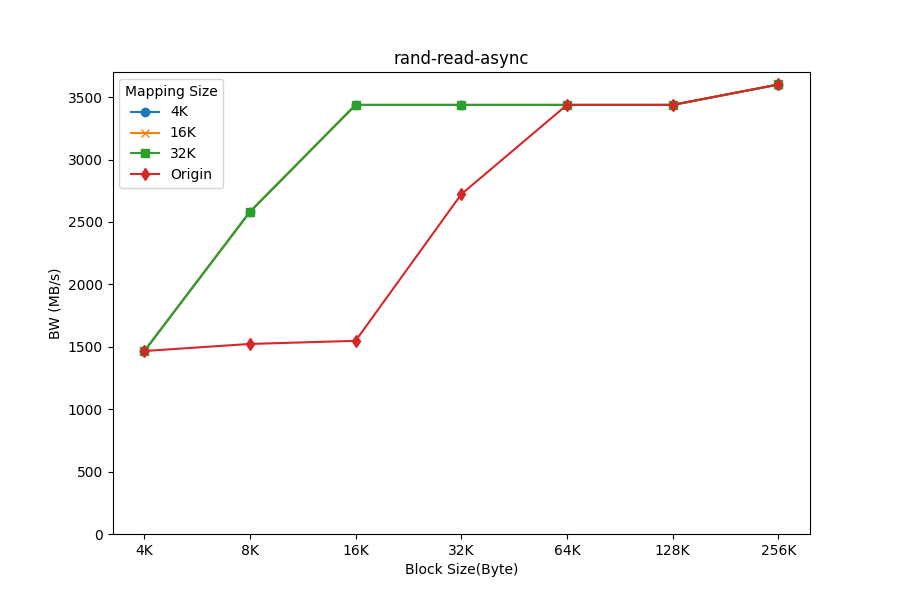 rand-read-async
Mapping Size
4K
16K
32K
Origin
BW (MB/s)
3500
3000
2500
2000
1500
1000
500
0
4K 8K 16K 32K 64K 128K 256K
Block Size(Byte)